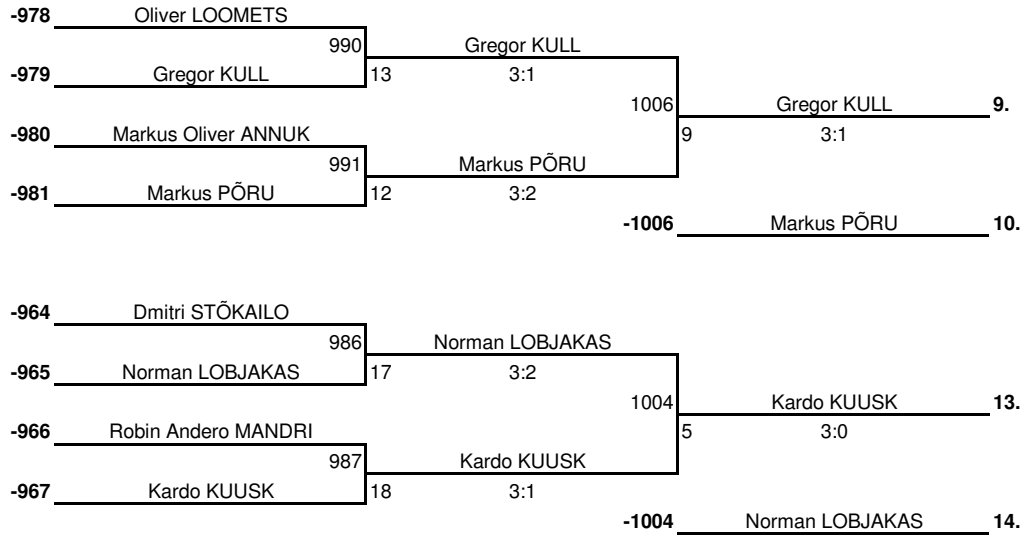 -978 Oliver LOOMETS
990 Gregor KULL
-979 Gregor KULL 13 3:1
1006 Gregor KULL 9.
-980 Markus Oliver ANNUK 9 3:1
991 Markus PÕRU
-981 Markus PÕRU 12 3:2
-1006 Markus PÕRU 10.
-964 Dmitri STÕKAILO
986 Norman LOBJAKAS
-965 Norman LOBJAKAS 17 3:2
1004 Kardo KUUSK 13.
-966 Robin Andero MANDRI 5 3:0
987 Kardo KUUSK
-967 Kardo KUUSK 18 3:1
-1004 Norman LOBJAKAS 14.